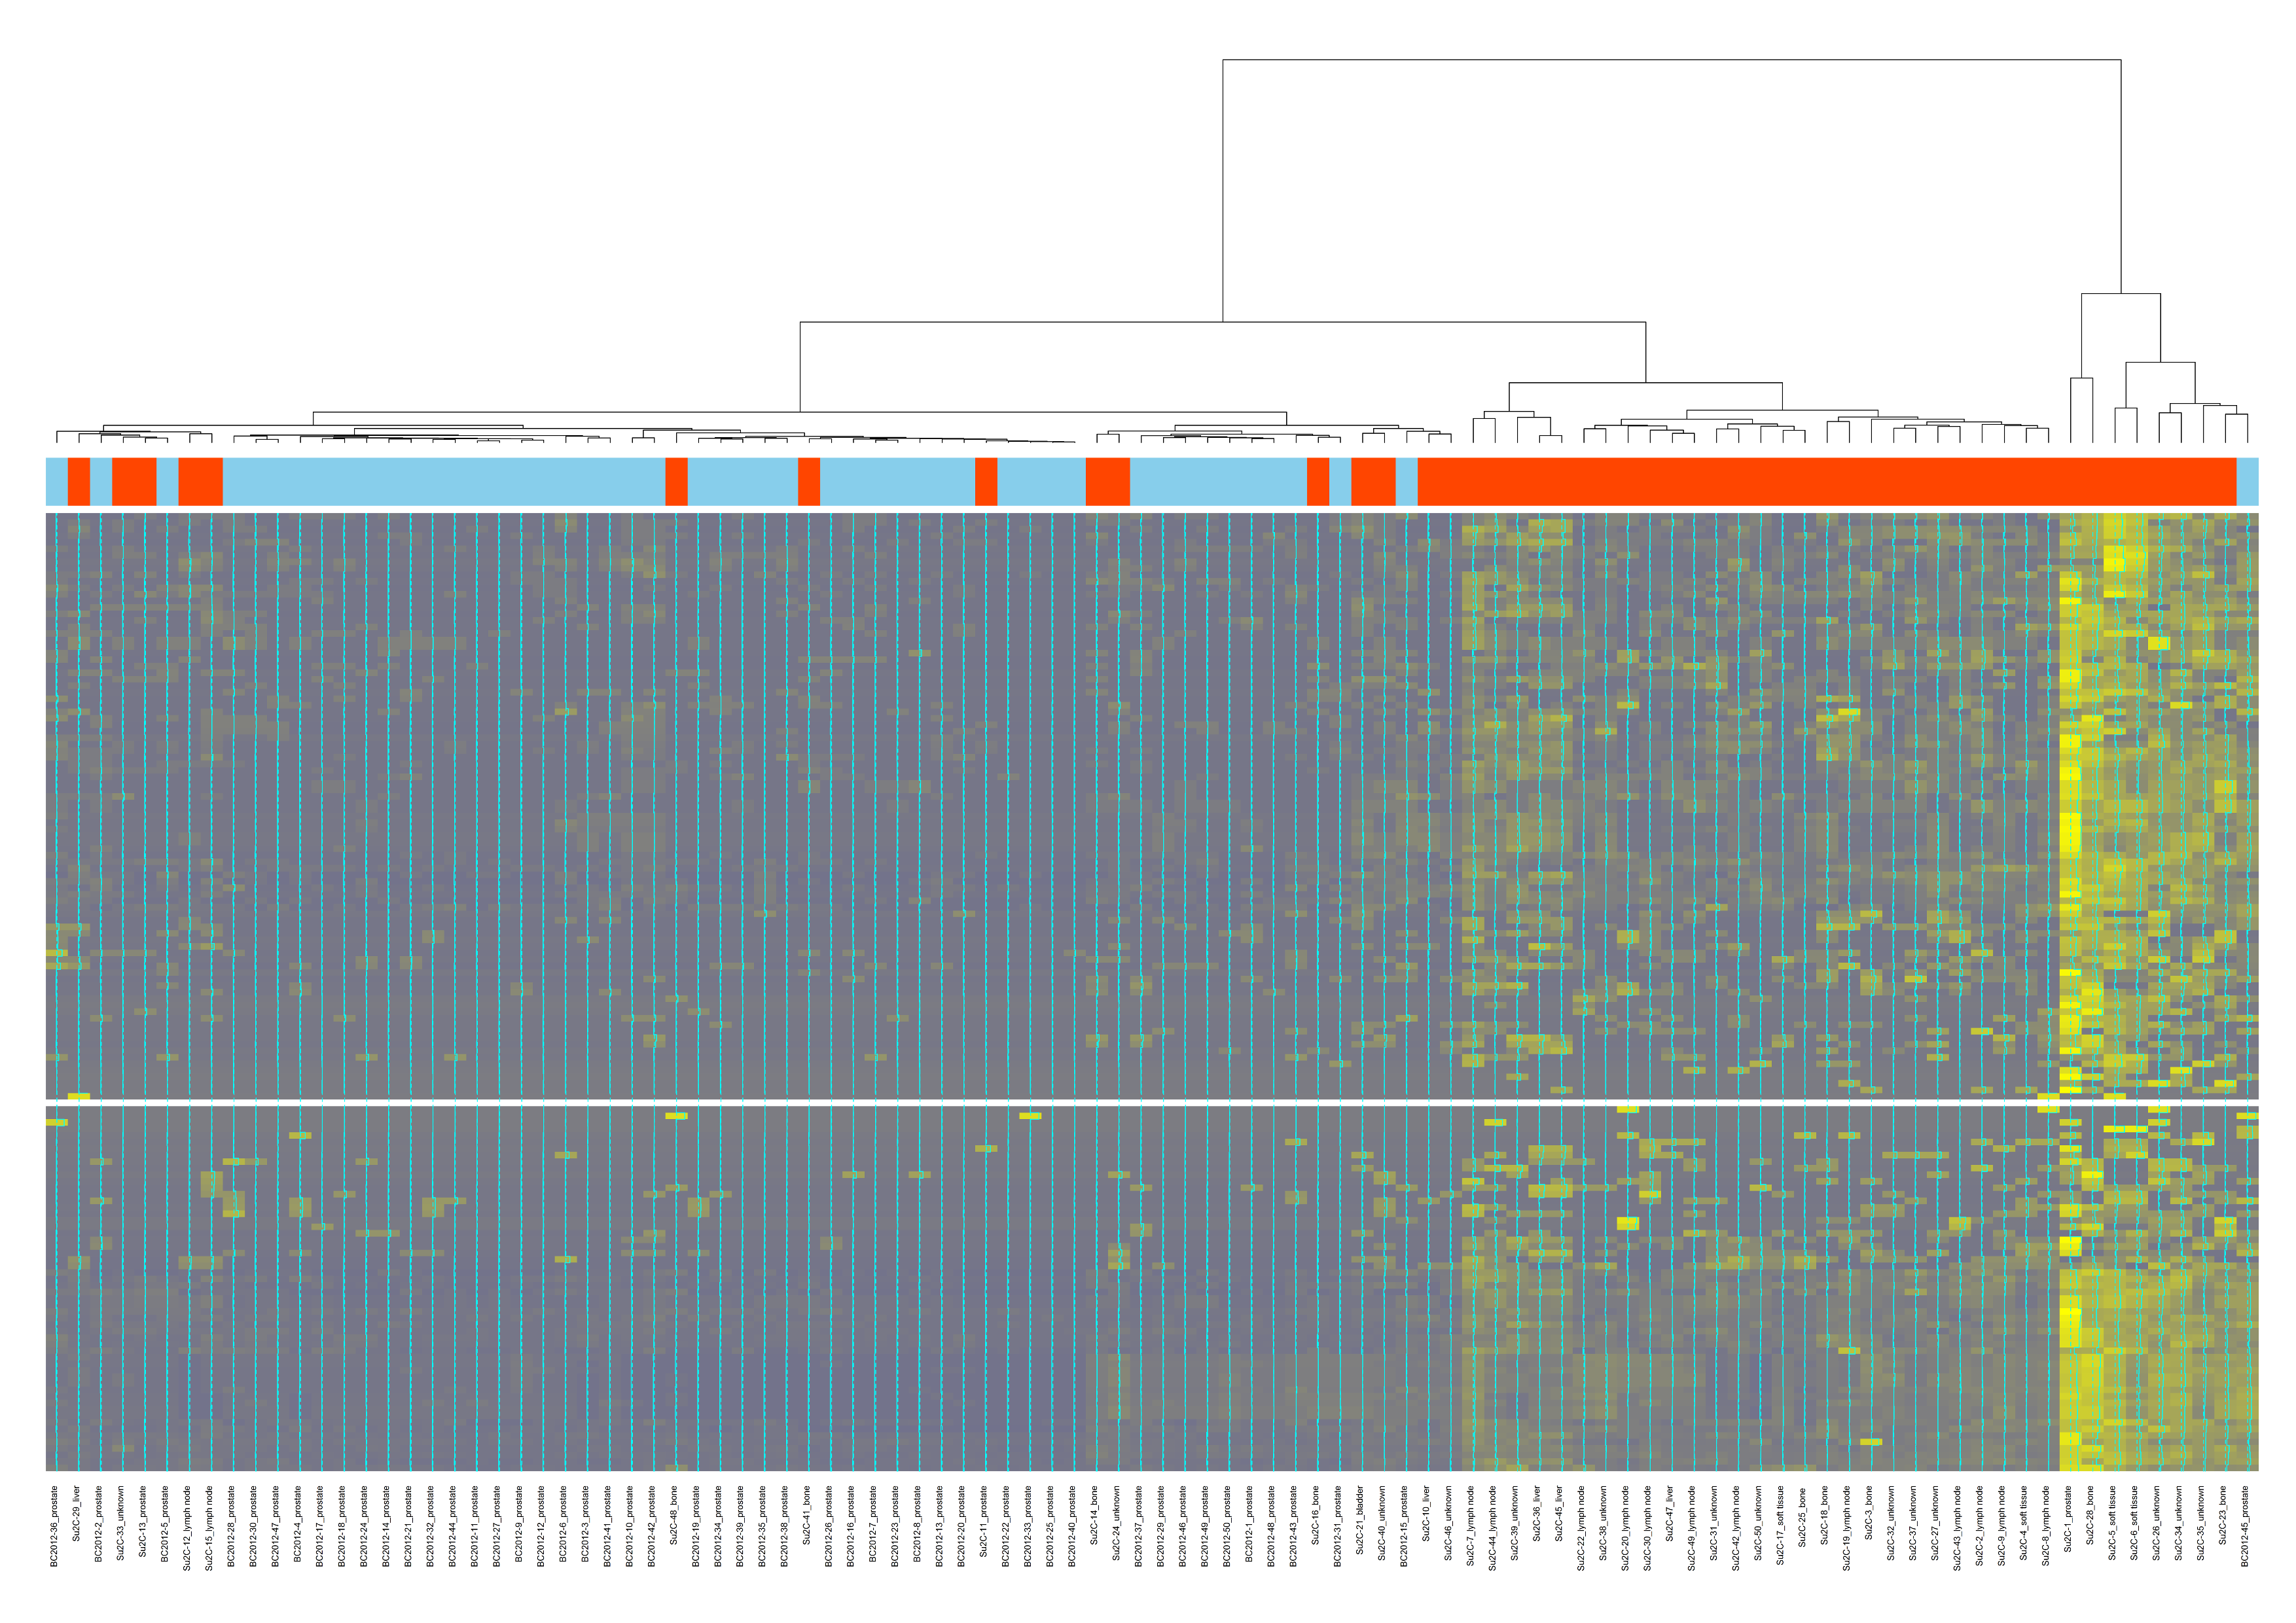 BC2012-36_prostate
Su2C-29_liver
BC2012-2_prostate
Su2C-33_unknown
Su2C-13_prostate
BC2012-5_prostate
Su2C-12_lymph node
Su2C-15_lymph node
BC2012-28_prostate
BC2012-30_prostate
BC2012-47_prostate
BC2012-4_prostate
BC2012-17_prostate
BC2012-18_prostate
BC2012-24_prostate
BC2012-14_prostate
BC2012-21_prostate
BC2012-32_prostate
BC2012-44_prostate
BC2012-11_prostate
BC2012-27_prostate
BC2012-9_prostate
BC2012-12_prostate
BC2012-6_prostate
BC2012-3_prostate
BC2012-41_prostate
BC2012-10_prostate
BC2012-42_prostate
Su2C-48_bone
BC2012-19_prostate
BC2012-34_prostate
BC2012-39_prostate
BC2012-35_prostate
BC2012-38_prostate
Su2C-41_bone
BC2012-26_prostate
BC2012-16_prostate
BC2012-7_prostate
BC2012-23_prostate
BC2012-8_prostate
BC2012-13_prostate
BC2012-20_prostate
Su2C-11_prostate
BC2012-22_prostate
BC2012-33_prostate
BC2012-25_prostate
BC2012-40_prostate
Su2C-14_bone
Su2C-24_unknown
BC2012-37_prostate
BC2012-29_prostate
BC2012-46_prostate
BC2012-49_prostate
BC2012-50_prostate
BC2012-1_prostate
BC2012-48_prostate
BC2012-43_prostate
Su2C-16_bone
BC2012-31_prostate
Su2C-21_bladder
Su2C-40_unknown
BC2012-15_prostate
Su2C-10_liver
Su2C-46_unknown
Su2C-7_lymph node
Su2C-44_lymph node
Su2C-39_unknown
Su2C-36_liver
Su2C-45_liver
Su2C-22_lymph node
Su2C-38_unknown
Su2C-20_lymph node
Su2C-30_lymph node
Su2C-47_liver
Su2C-49_lymph node
Su2C-31_unknown
Su2C-42_lymph node
Su2C-50_unknown
Su2C-17_soft tissue
Su2C-25_bone
Su2C-18_bone
Su2C-19_lymph node
Su2C-3_bone
Su2C-32_unknown
Su2C-37_unknown
Su2C-27_unknown
Su2C-43_lymph node
Su2C-2_lymph node
Su2C-9_lymph node
Su2C-4_soft tissue
Su2C-8_lymph node
Su2C-1_prostate
Su2C-28_bone
Su2C-5_soft tissue
Su2C-6_soft tissue
Su2C-26_unknown
Su2C-34_unknown
Su2C-35_unknown
Su2C-23_bone
BC2012-45_prostate